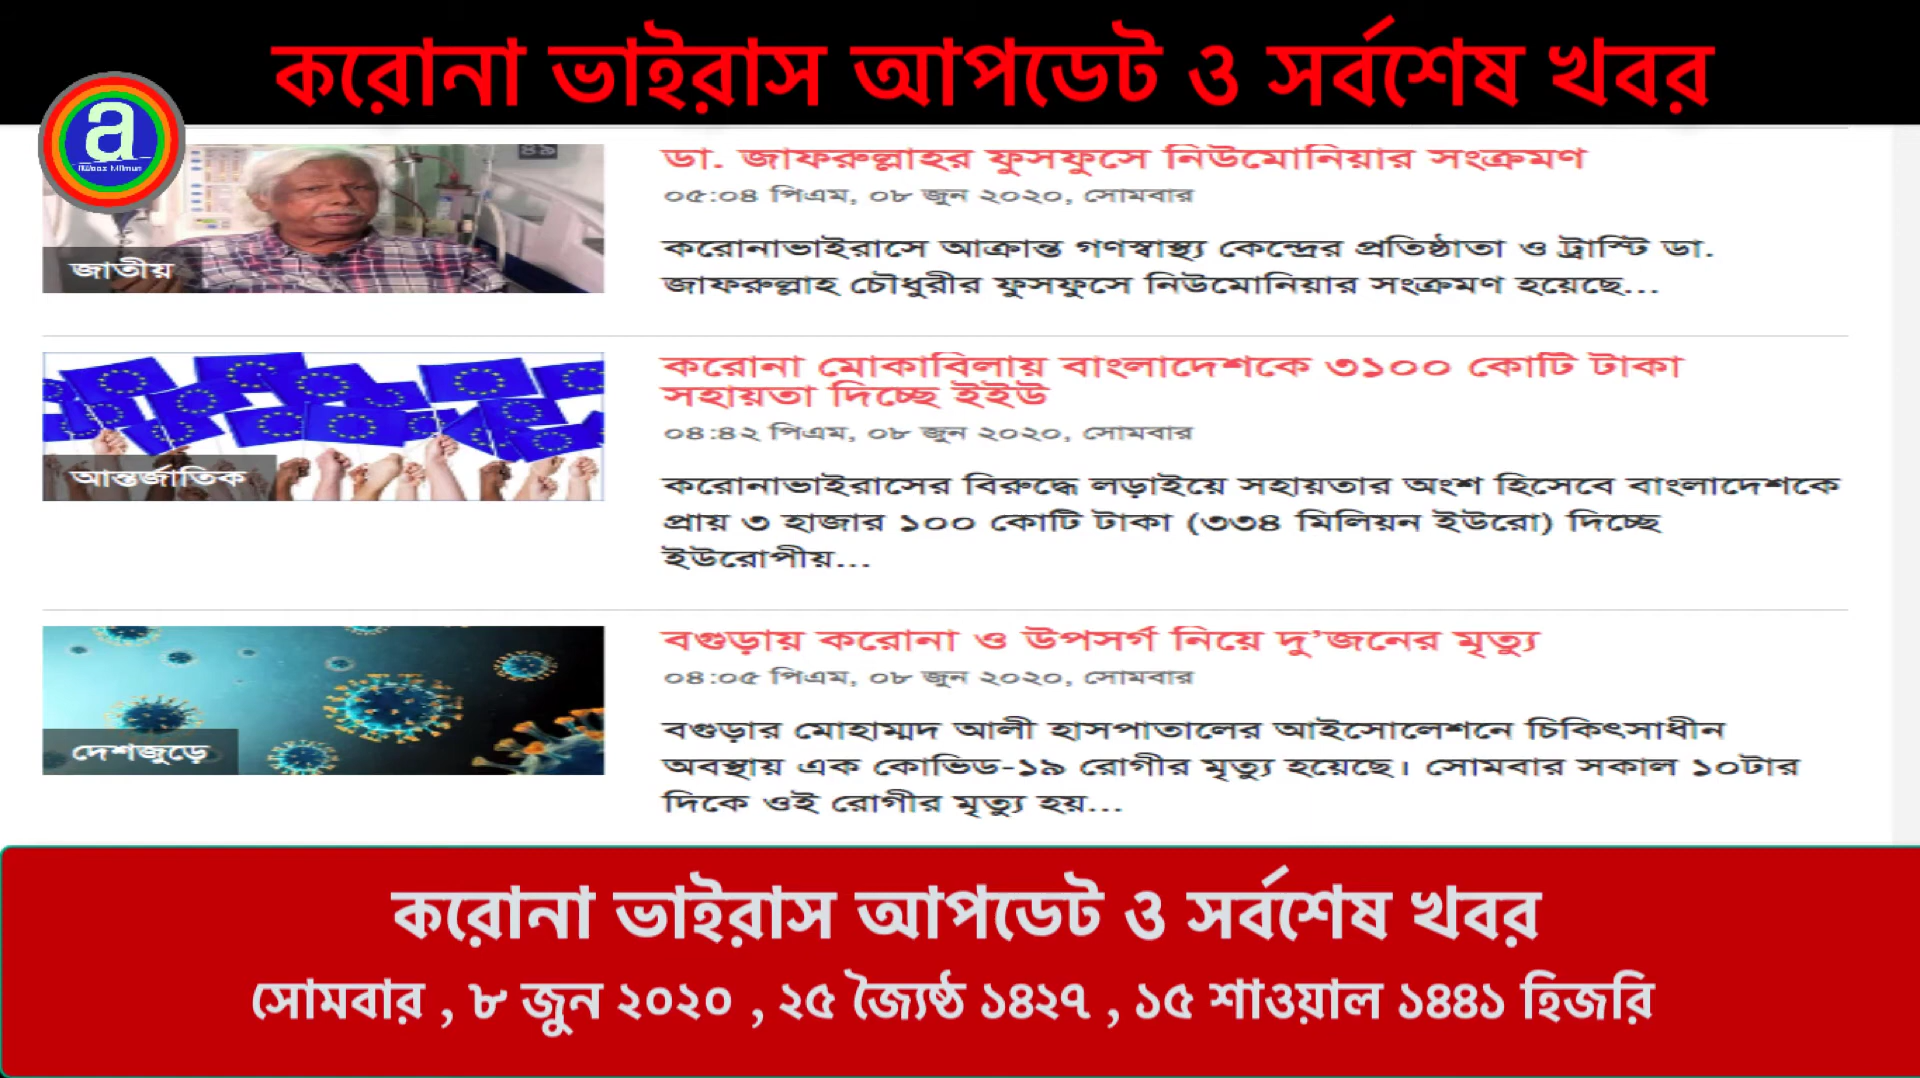 করোনা ভাইরাস আপডেট ও সর্বশেষ খবর
a
৪৯
জাতীয়
ডা. জাফরুল্লাহর ফুসফুসে নিউমোনিয়ার সংক্রমণ
০৫:০৪ পিএম, ০৮ জুন ২০২০, সোমবার
করোনাভাইরাসে আক্রান্ত গণস্বাস্থ্য কেন্দ্রের প্রতিষ্ঠাতা ও ট্রাস্টি ডা.
জাফরুল্লাহ চৌধুরীর ফুসফুসে নিউমোনিয়ার সংক্রমণ হয়েছে...
আন্তর্জাতিক
করোনা মোকাবিলায় বাংলাদেশকে ৩১০০ কোটি টাকা
সহায়তা দিচ্ছে ইইউ
০৪:৪২ পিএম, ০৮ জুন ২০২০, সোমবার
করোনাভাইরাসের বিরুদ্ধে লড়াইয়ে সহায়তার অংশ হিসেবে বাংলাদেশকে
প্রায় ৩ হাজার ১০০ কোটি টাকা (৩৩৪ মিলিয়ন ইউরো) দিচ্ছে
ইউরোপীয়...
দেশজুড়ে
বগুড়ায় করোনা ও উপসর্গ নিয়ে দু’জনের মৃত্যু
০৪:০৫ পিএম, ০৮ জুন ২০২০, সোমবার
বগুড়ার মোহাম্মদ আলী হাসপাতালের আইসোলেশনে চিকিৎসাধীন
অবস্থায় এক কোভিড-১৯ রোগীর মৃত্যু হয়েছে। সোমবার সকাল ১০টার
দিকে ওই রোগীর মৃত্যু হয়...
করোনা ভাইরাস আপডেট ও সর্বশেষ খবর
সোমবার , ৮ জুন ২০২০ , ২৫ জ্যৈষ্ঠ ১৪২৭ , ১৫ শাওয়াল ১৪৪১ হিজরি